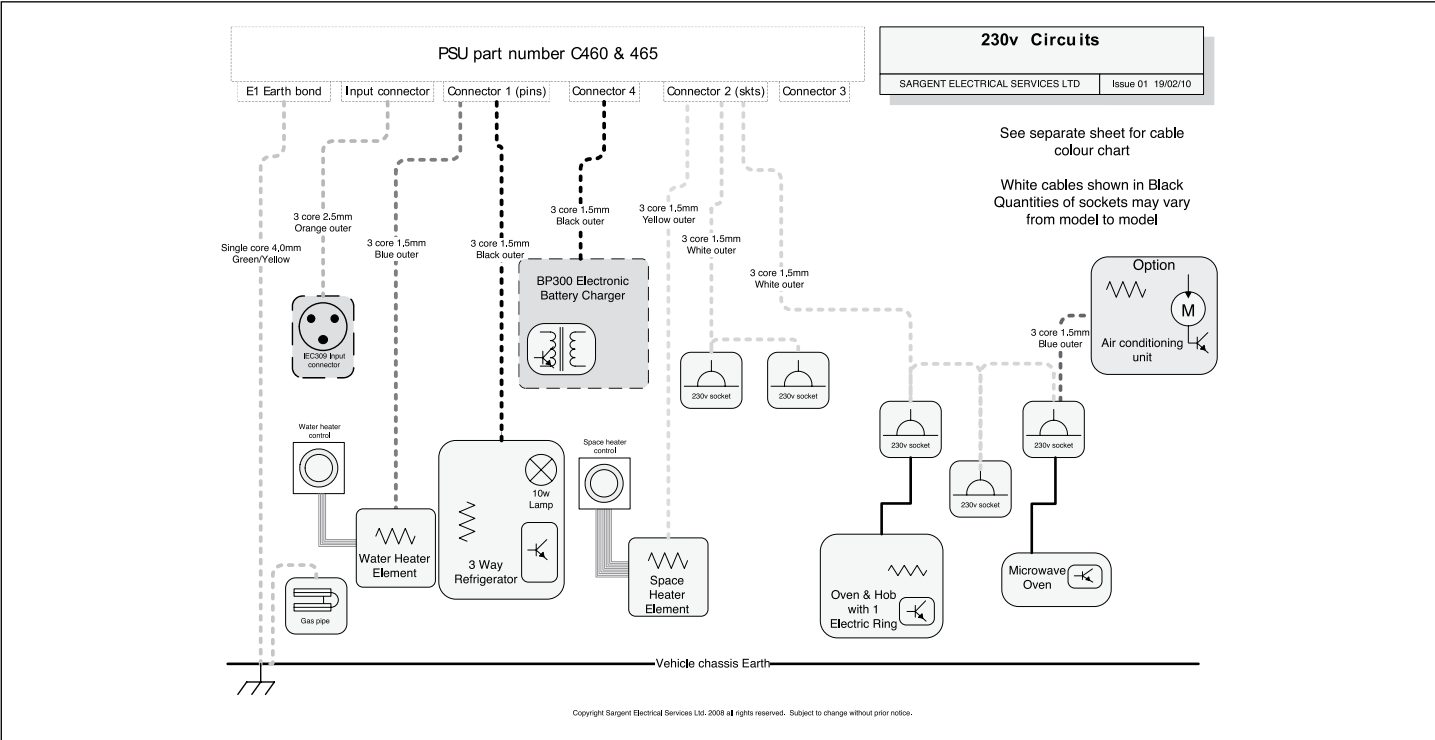 PSU part number C460 & 465
230v Circuits
SARGENT ELECTRICAL SERVICES LTD
Issue 01 19/02/10
E1 Earth bond
Input connector
Connector 1 (pins)
Connector 4
Connector 2 (skts)
Connector 3
See separate sheet for cable
colour chart
White cables shown in Black
Quantities of sockets may vary
from model to model
3 core 2.5mm
Orange outer
Single core 4,0mm
Green/Yellow
3 core 1,5mm
Blue outer
3 core 1.5mm
Black outer
3 core 1.5mm
Black outer
3 core 1,5mm
Yellow outer
3 core 1.5mm
White outer
3 core 1,5mm
White outer
IEC309 Input
connector
BP300 Electronic
Battery Charger
Option
M
Air conditioning
unit
3 core 1.5mm
Blue outer
230v socket
230v socket
230v socket
230v socket
230v socket
Water heater
control
Water Heater
Element
10w
Lamp
3 Way
Refrigerator
Space heater
control
Space
Heater
Element
Oven & Hob
with 1
Electric Ring
Microwave
Oven
Gas pipe
Vehicle chassis Earth
Copyright Sargent Electrical Services Ltd. 2008 all rights reserved. Subject to change without prior notice.